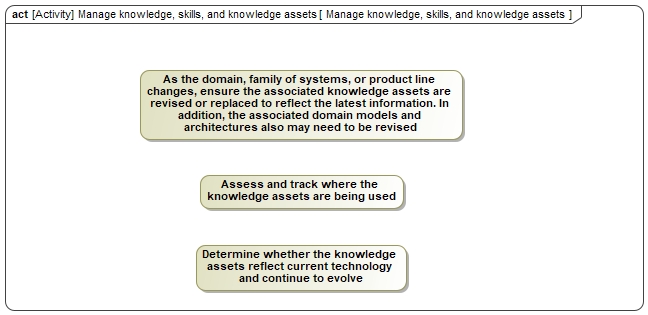 act [Activity] Manage knowledge, skills, and knowledge assets [ Manage knowledge, skills, and knowledge assets ]
As the domain, family of systems, or product line
changes, ensure the associated knowledge assets are
revised or replaced to reflect the latest information. In
addition, the associated domain models and
architectures also may need to be revised
Assess and track where the
knowledge assets are being used
Determine whether the knowledge
assets reflect current technology
and continue to evolve